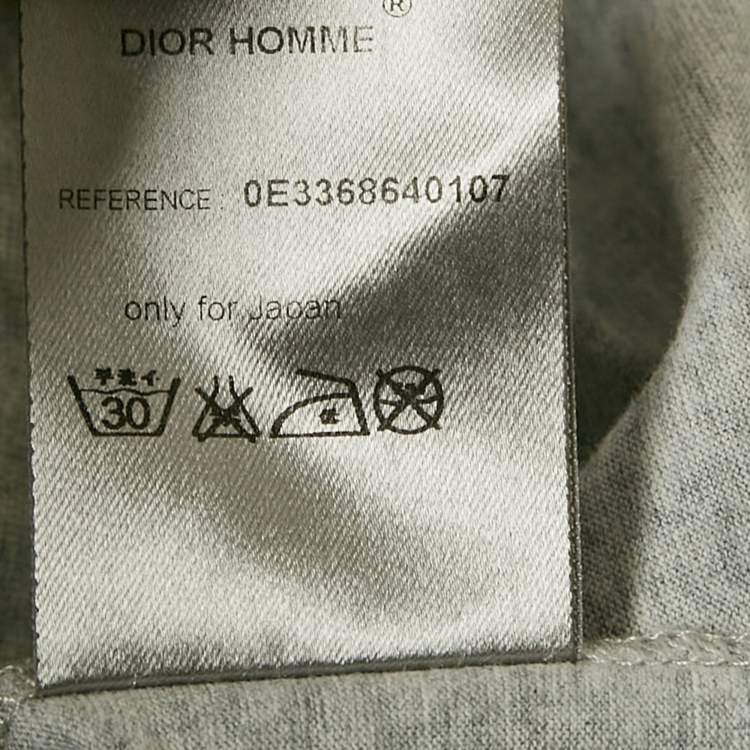 ®
DIOR HOMME
REFERENCE : 0E3368640107
only for Japan
手洗イ
30